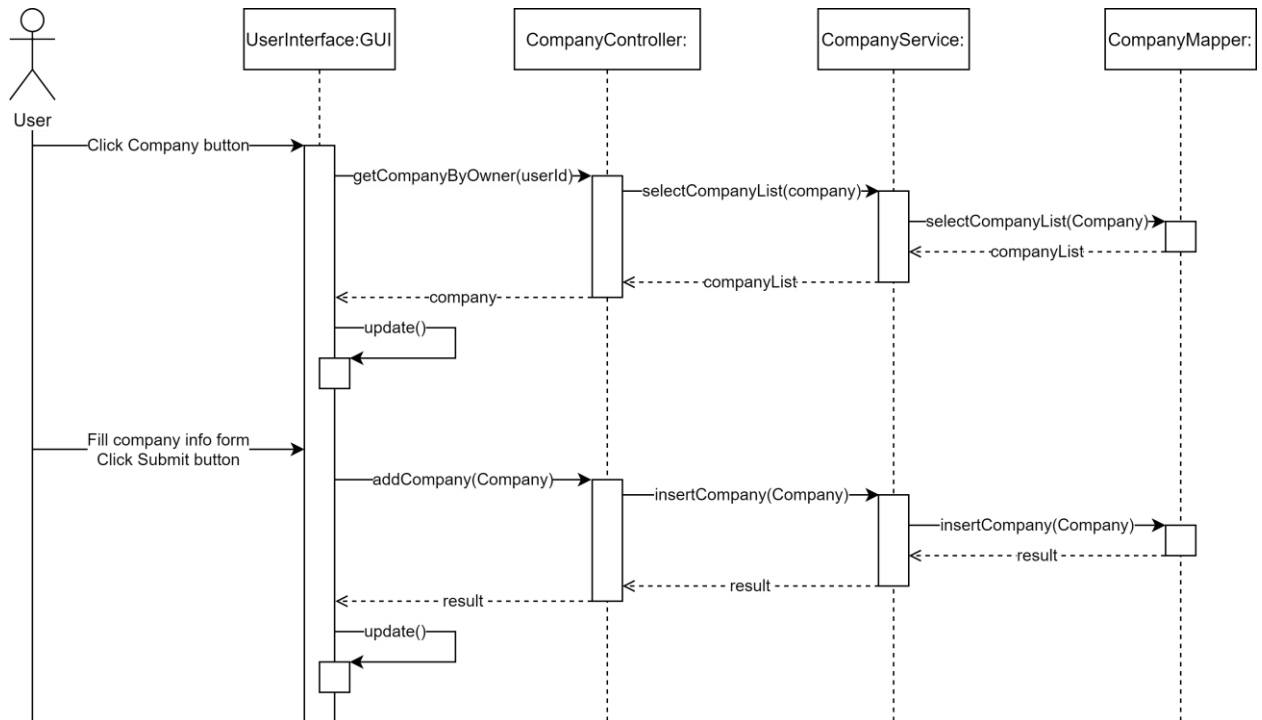 UserInterface:GUI
CompanyController:
CompanyService:
CompanyMapper:
User
Click Company button
getCompanyByOwner(userId)
selectCompanyList(company)
selectCompanyList(Company)
companyList
companyList
company
update()
Fill company info form
Click Submit button
addCompany(Company)
insertCompany(Company)
insertCompany(Company)
result
result
result
update()